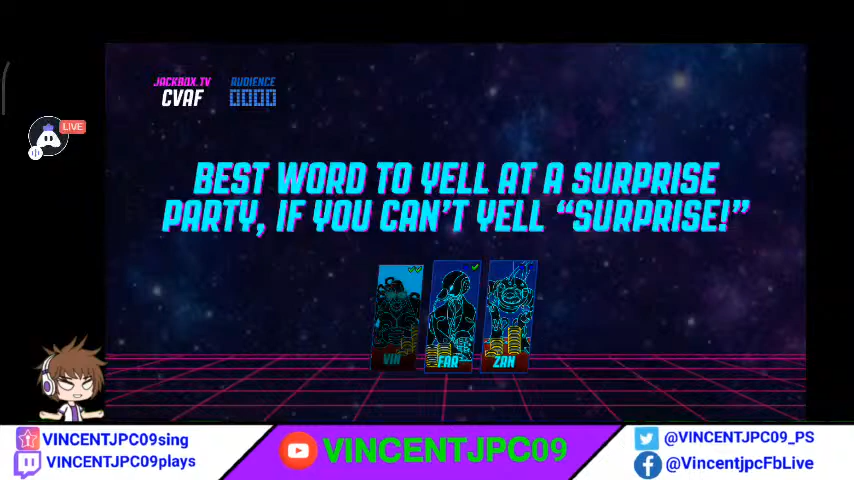 JACKBOX.TV
CVAF
AUDIENCE
0000
LIVE
BEST WORD TO YELL AT A SURPRISE
PARTY, IF YOU CAN'T YELL “SURPRISE!”
VIN
FAR
ZRN
VINCENTJPC09sing
VINCENTJPC09plays
VINCENTJPC09
@VINCENTJPC09_PS
@VincentjpcFbLive